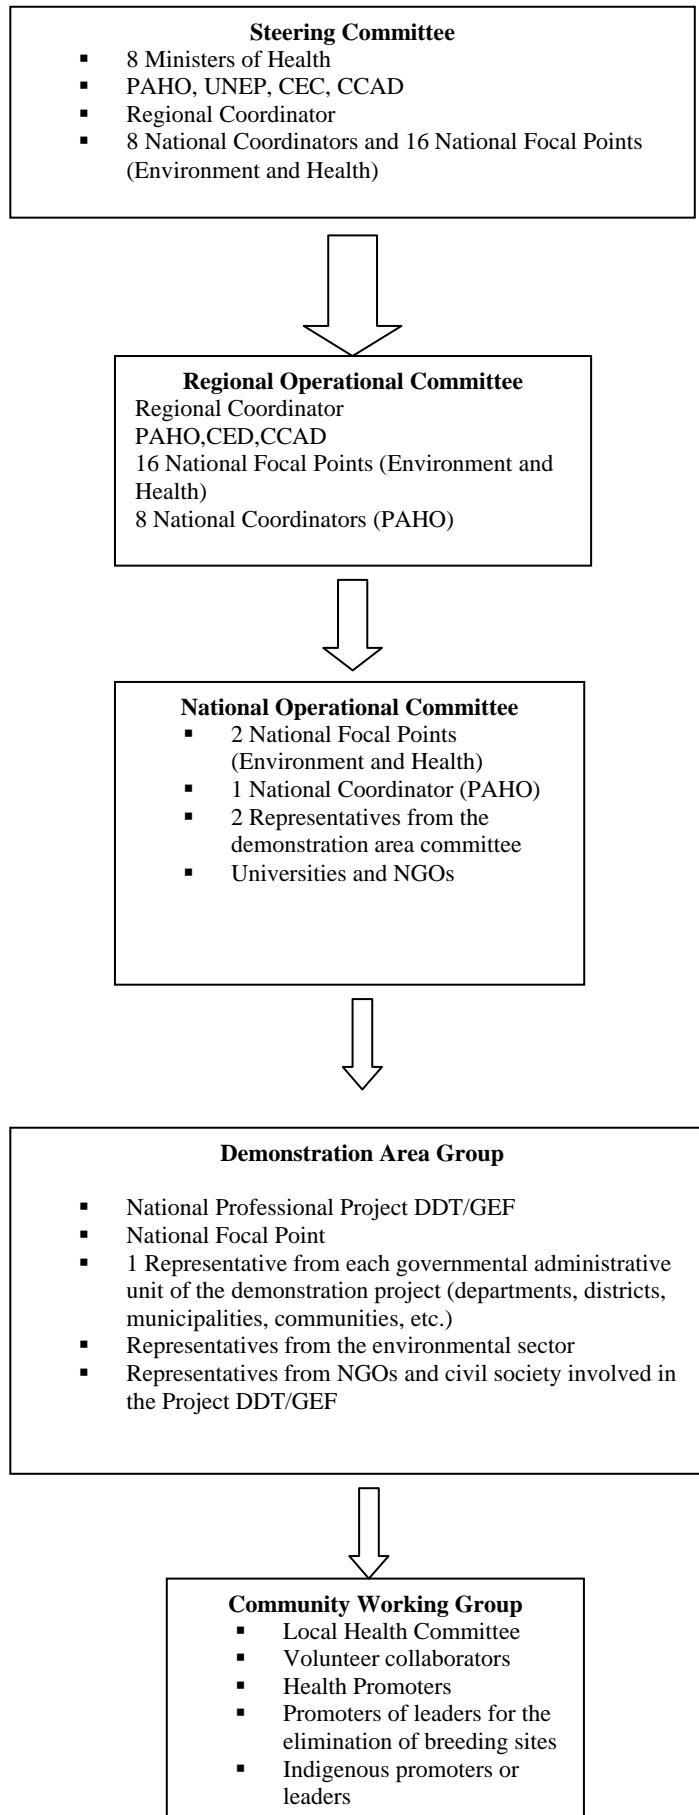 Steering Committee
▪ 8 Ministers of Health
▪ PAHO, UNEP, CEC, CCAD
▪ Regional Coordinator
▪ 8 National Coordinators and 16 National Focal Points
(Environment and Health)
Regional Operational Committee
Regional Coordinator
PAHO,CED,CCAD
16 National Focal Points (Environment and
Health)
8 National Coordinators (PAHO)
National Operational Committee
▪ 2 National Focal Points
(Environment and Health)
▪ 1 National Coordinator (PAHO)
▪ 2 Representatives from the
demonstration area committee
▪ Universities and NGOs
Demonstration Area Group
▪ National Professional Project DDT/GEF
▪ National Focal Point
▪ 1 Representative from each governmental administrative
unit of the demonstration project (departments, districts,
municipalities, communities, etc.)
▪ Representatives from the environmental sector
▪ Representatives from NGOs and civil society involved in
the Project DDT/GEF
Community Working Group
▪ Local Health Committee
▪ Volunteer collaborators
▪ Health Promoters
▪ Promoters of leaders for the
elimination of breeding sites
▪ Indigenous promoters or
leaders